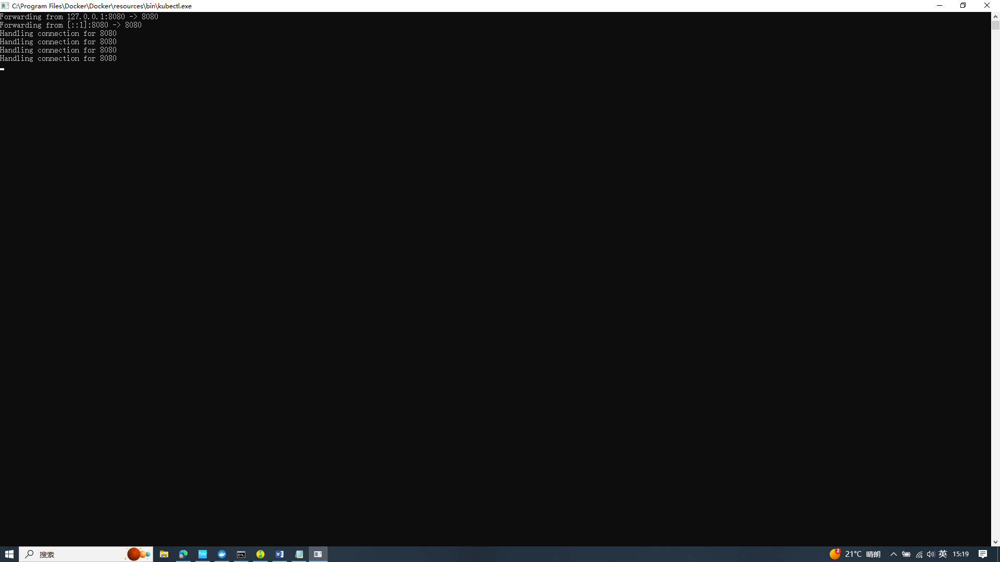 C:\Program Files\Docker\Docker\resources\bin\kubectl.exe
Forwarding from 127.0.0.1:8080 -> 8080
Forwarding from [::1]:8080 -> 8080
Handling connection for 8080
Handling connection for 8080
Handling connection for 8080
Handling connection for 8080
搜索
Tyty
C:\.
W
2
21°C 晴朗
英
15:19